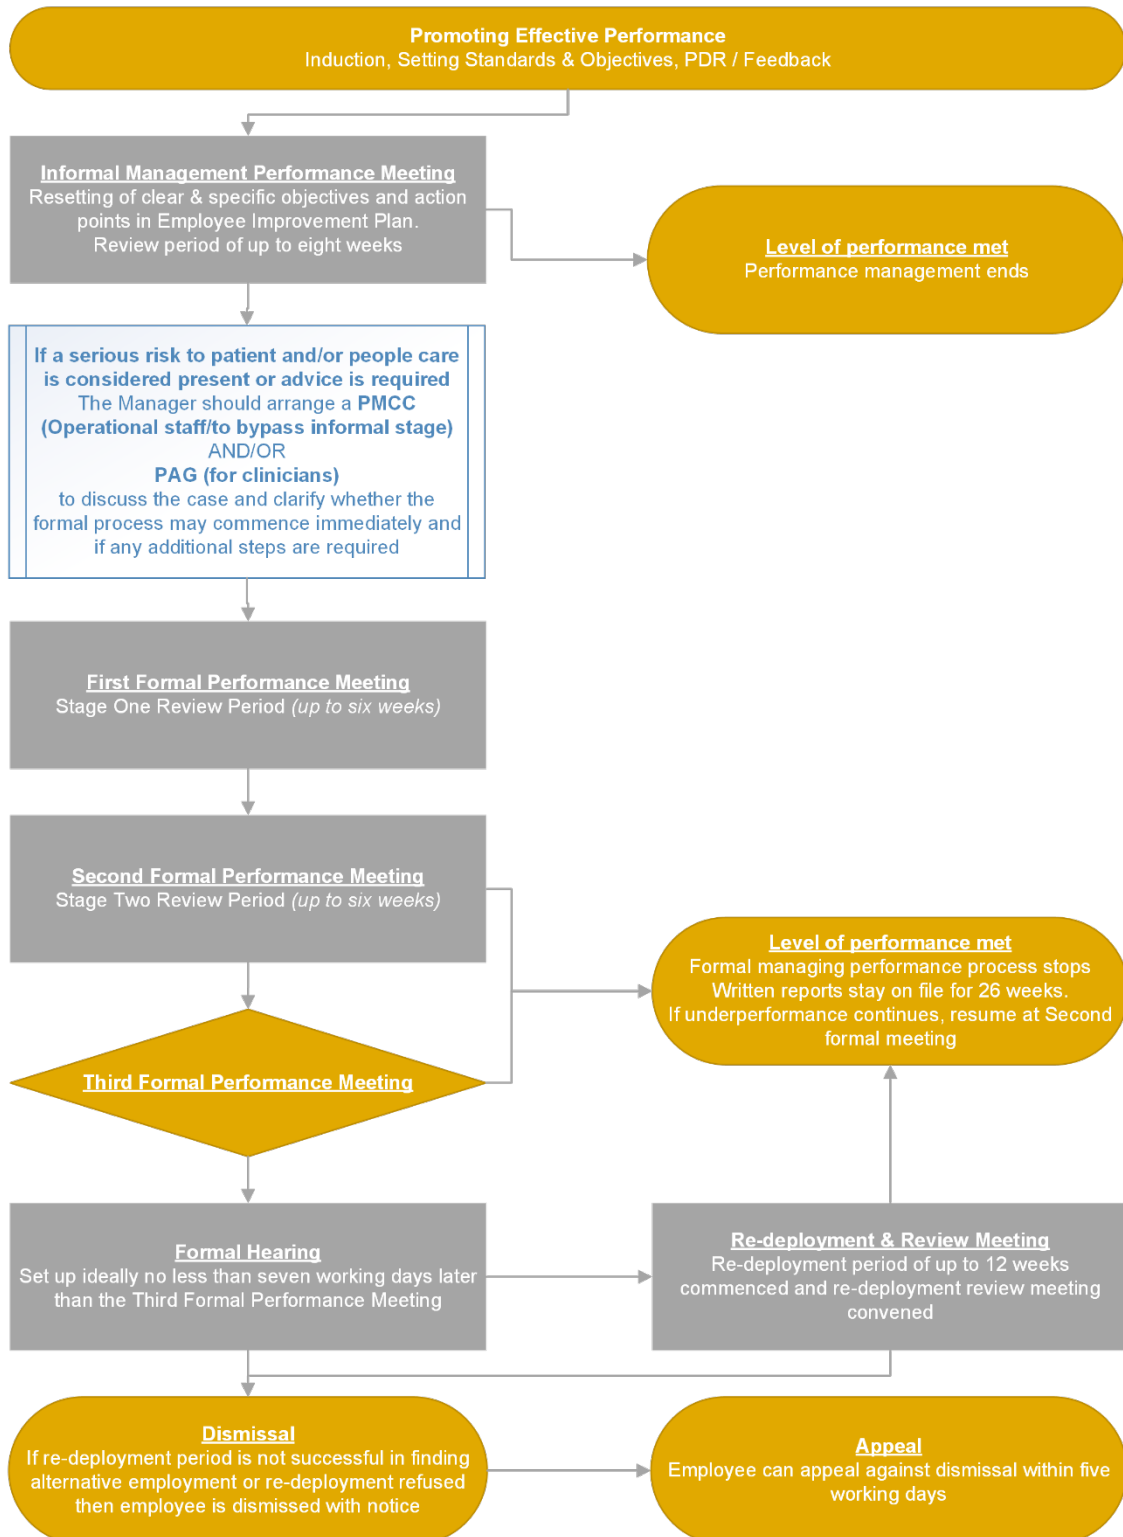 Promoting Effective Performance
Induction, Setting Standards & Objectives, PDR / Feedback
Informal Management Performance Meeting
Resetting of clear & specific objectives and action
points in Employee Improvement Plan.
Review period of up to eight weeks
Level of performance met
Performance management ends
If a serious risk to patient and/or people care
is considered present or advice is required
The Manager should arrange a PMCC
(Operational staff/to bypass informal stage)
AND/OR
PAG (for clinicians)
to discuss the case and clarify whether the
formal process may commence immediately and
if any additional steps are required
First Formal Performance Meeting
Stage One Review Period (up to six weeks)
Second Formal Performance Meeting
Stage Two Review Period (up to six weeks)
Level of performance met
Formal managing performance process stops
Written reports stay on file for 26 weeks.
If underperformance continues, resume at Second
formal meeting
Third Formal Performance Meeting
Formal Hearing
Set up ideally no less than seven working days later
than the Third Formal Performance Meeting
Re-deployment & Review Meeting
Re-deployment period of up to 12 weeks
commenced and re-deployment review meeting
convened
Dismissal
If re-deployment period is not successful in finding
alternative employment or re-deployment refused
then employee is dismissed with notice
Appeal
Employee can appeal against dismissal within five
working days